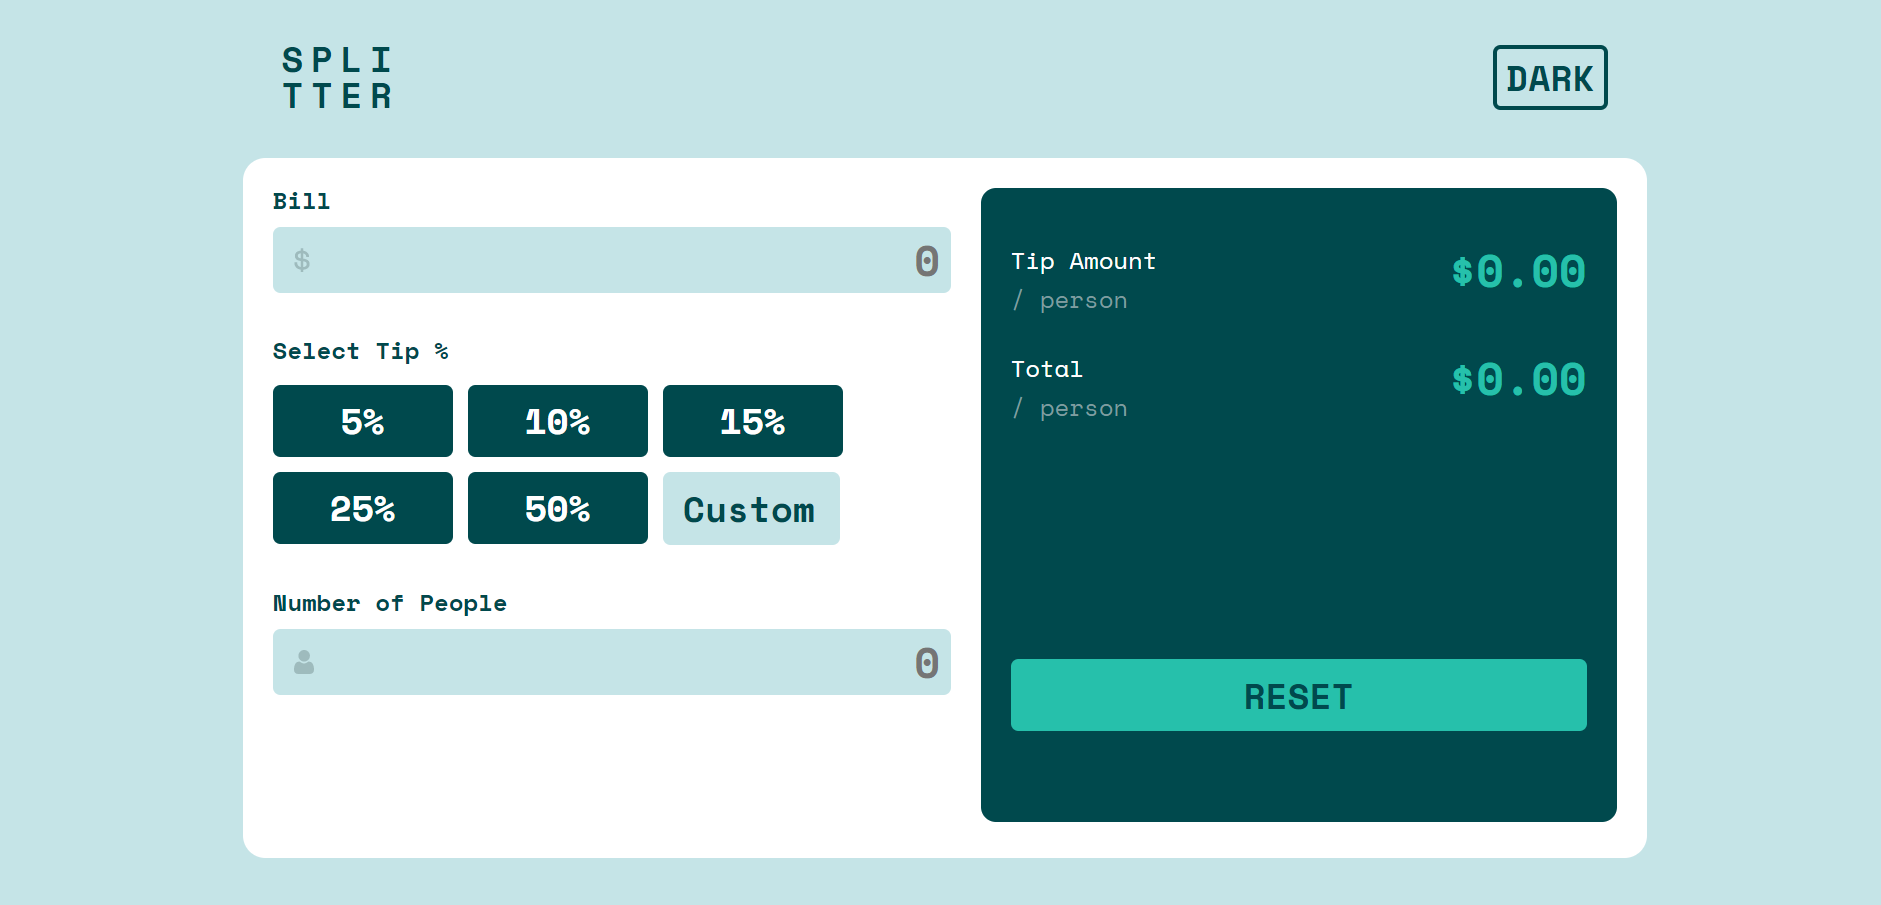 SPLI
TTER
DARK
Bill
$ 0
Select Tip %
5% 10% 15%
25% 50% Custom
Number of People
0
Tip Amount $0.00
/ person
Total $0.00
/ person
RESET